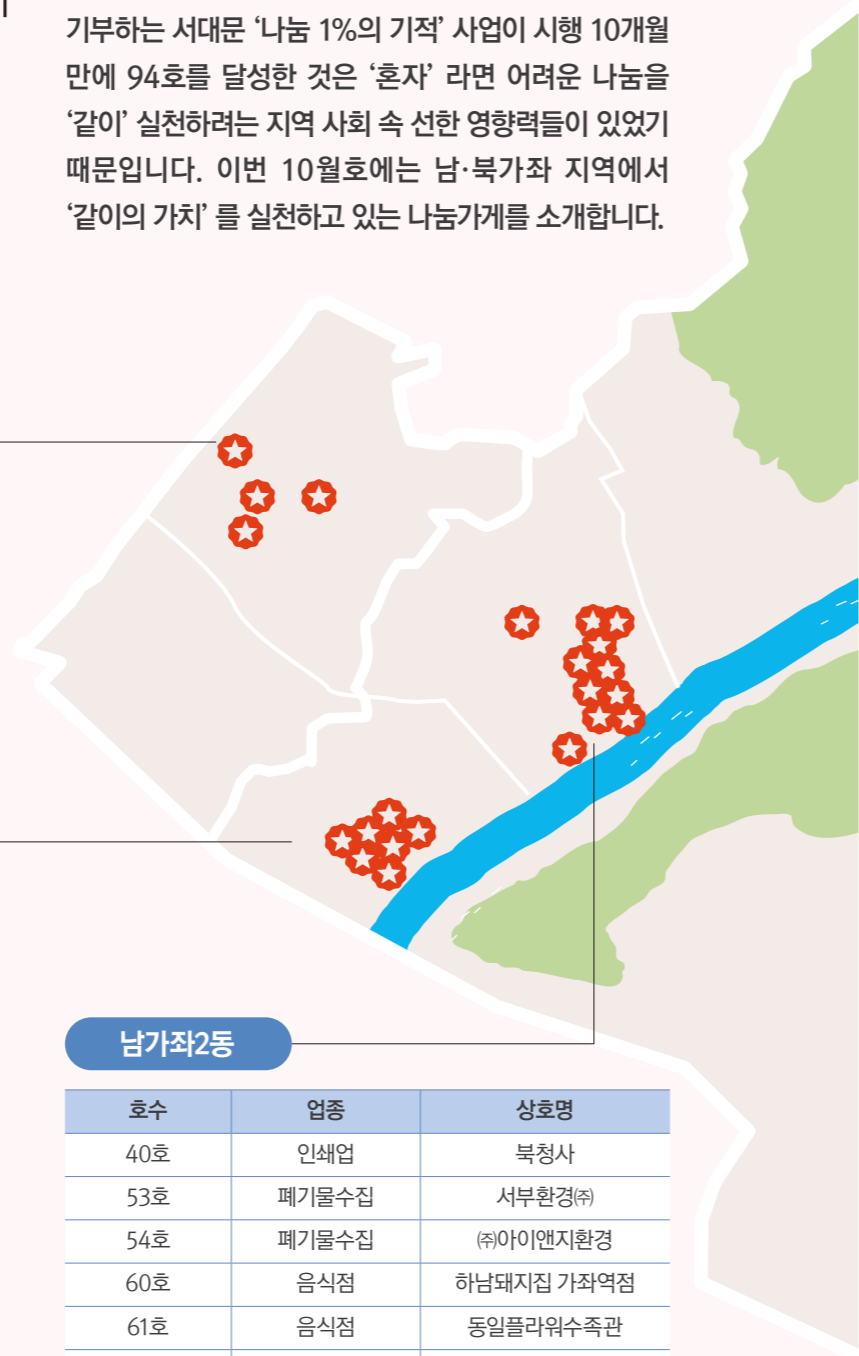 기부하는 서대문 ‘나눔 1%의 기적’ 사업이 시행 10개월
만에 94호를 달성한 것은 ‘혼자’ 라면 어려운 나눔을
‘같이’ 실천하려는 지역 사회 속 선한 영향력들이 있었기
때문입니다. 이번 10월호에는 남·북가좌 지역에서
‘같이의 가치’ 를 실천하고 있는 나눔가게를 소개합니다.
남가좌2동
호수 업종 상호명
40호 인쇄업 북청사
53호 폐기물수집 서부환경㈜
54호 폐기물수집 ㈜아이앤지환경
60호 음식점 하남돼지집 가좌역점
61호 음식점 동일플라워수족관